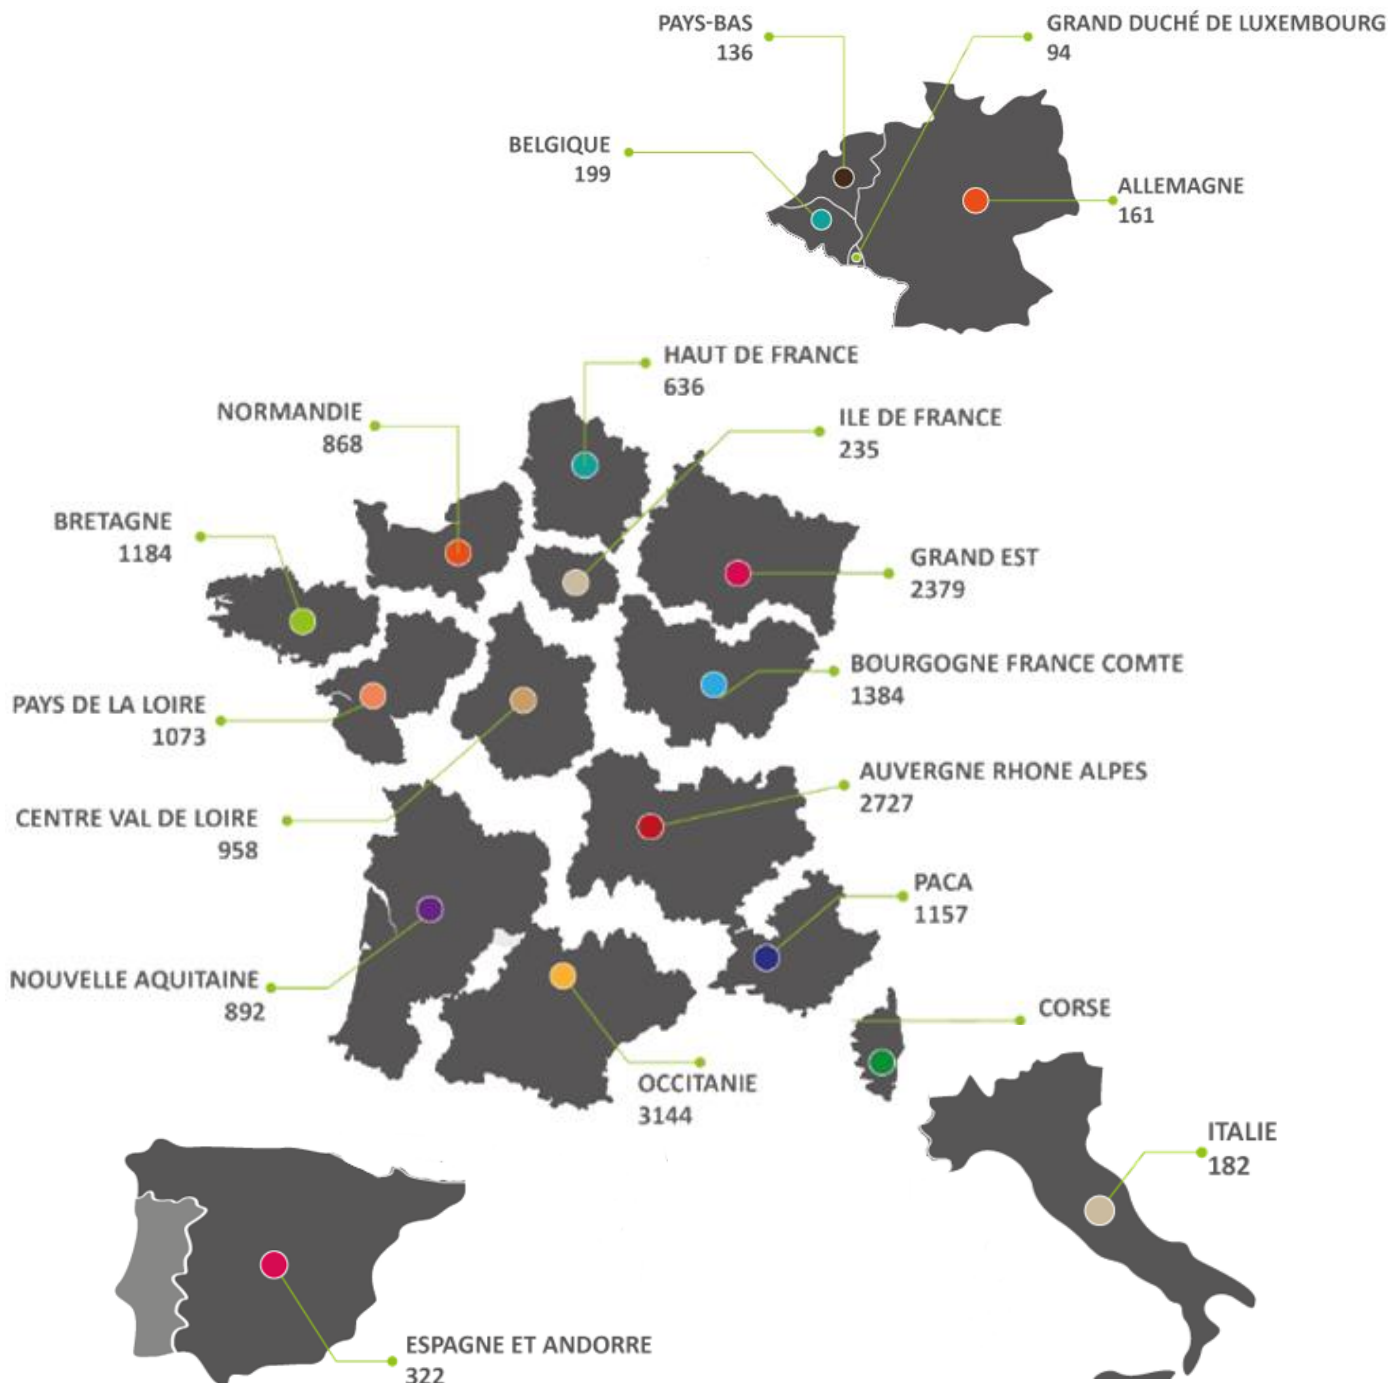 PAYS-BAS
136
GRAND DUCHÉ DE LUXEMBOURG
94
BELGIQUE
199
ALLEMAGNE
161
HAUT DE FRANCE
636
NORMANDIE
868
ILE DE FRANCE
235
BRETAGNE
1184
GRAND EST
2379
BOURGOGNE FRANCE COMTE
1384
PAYS DE LA LOIRE
1073
AUVERGNE RHONE ALPES
2727
CENTRE VAL DE LOIRE
958
PACA
1157
NOUVELLE AQUITAINE
892
CORSE
OCCITANIE
3144
ITALIE
182
ESPAGNE ET ANDORRE
322